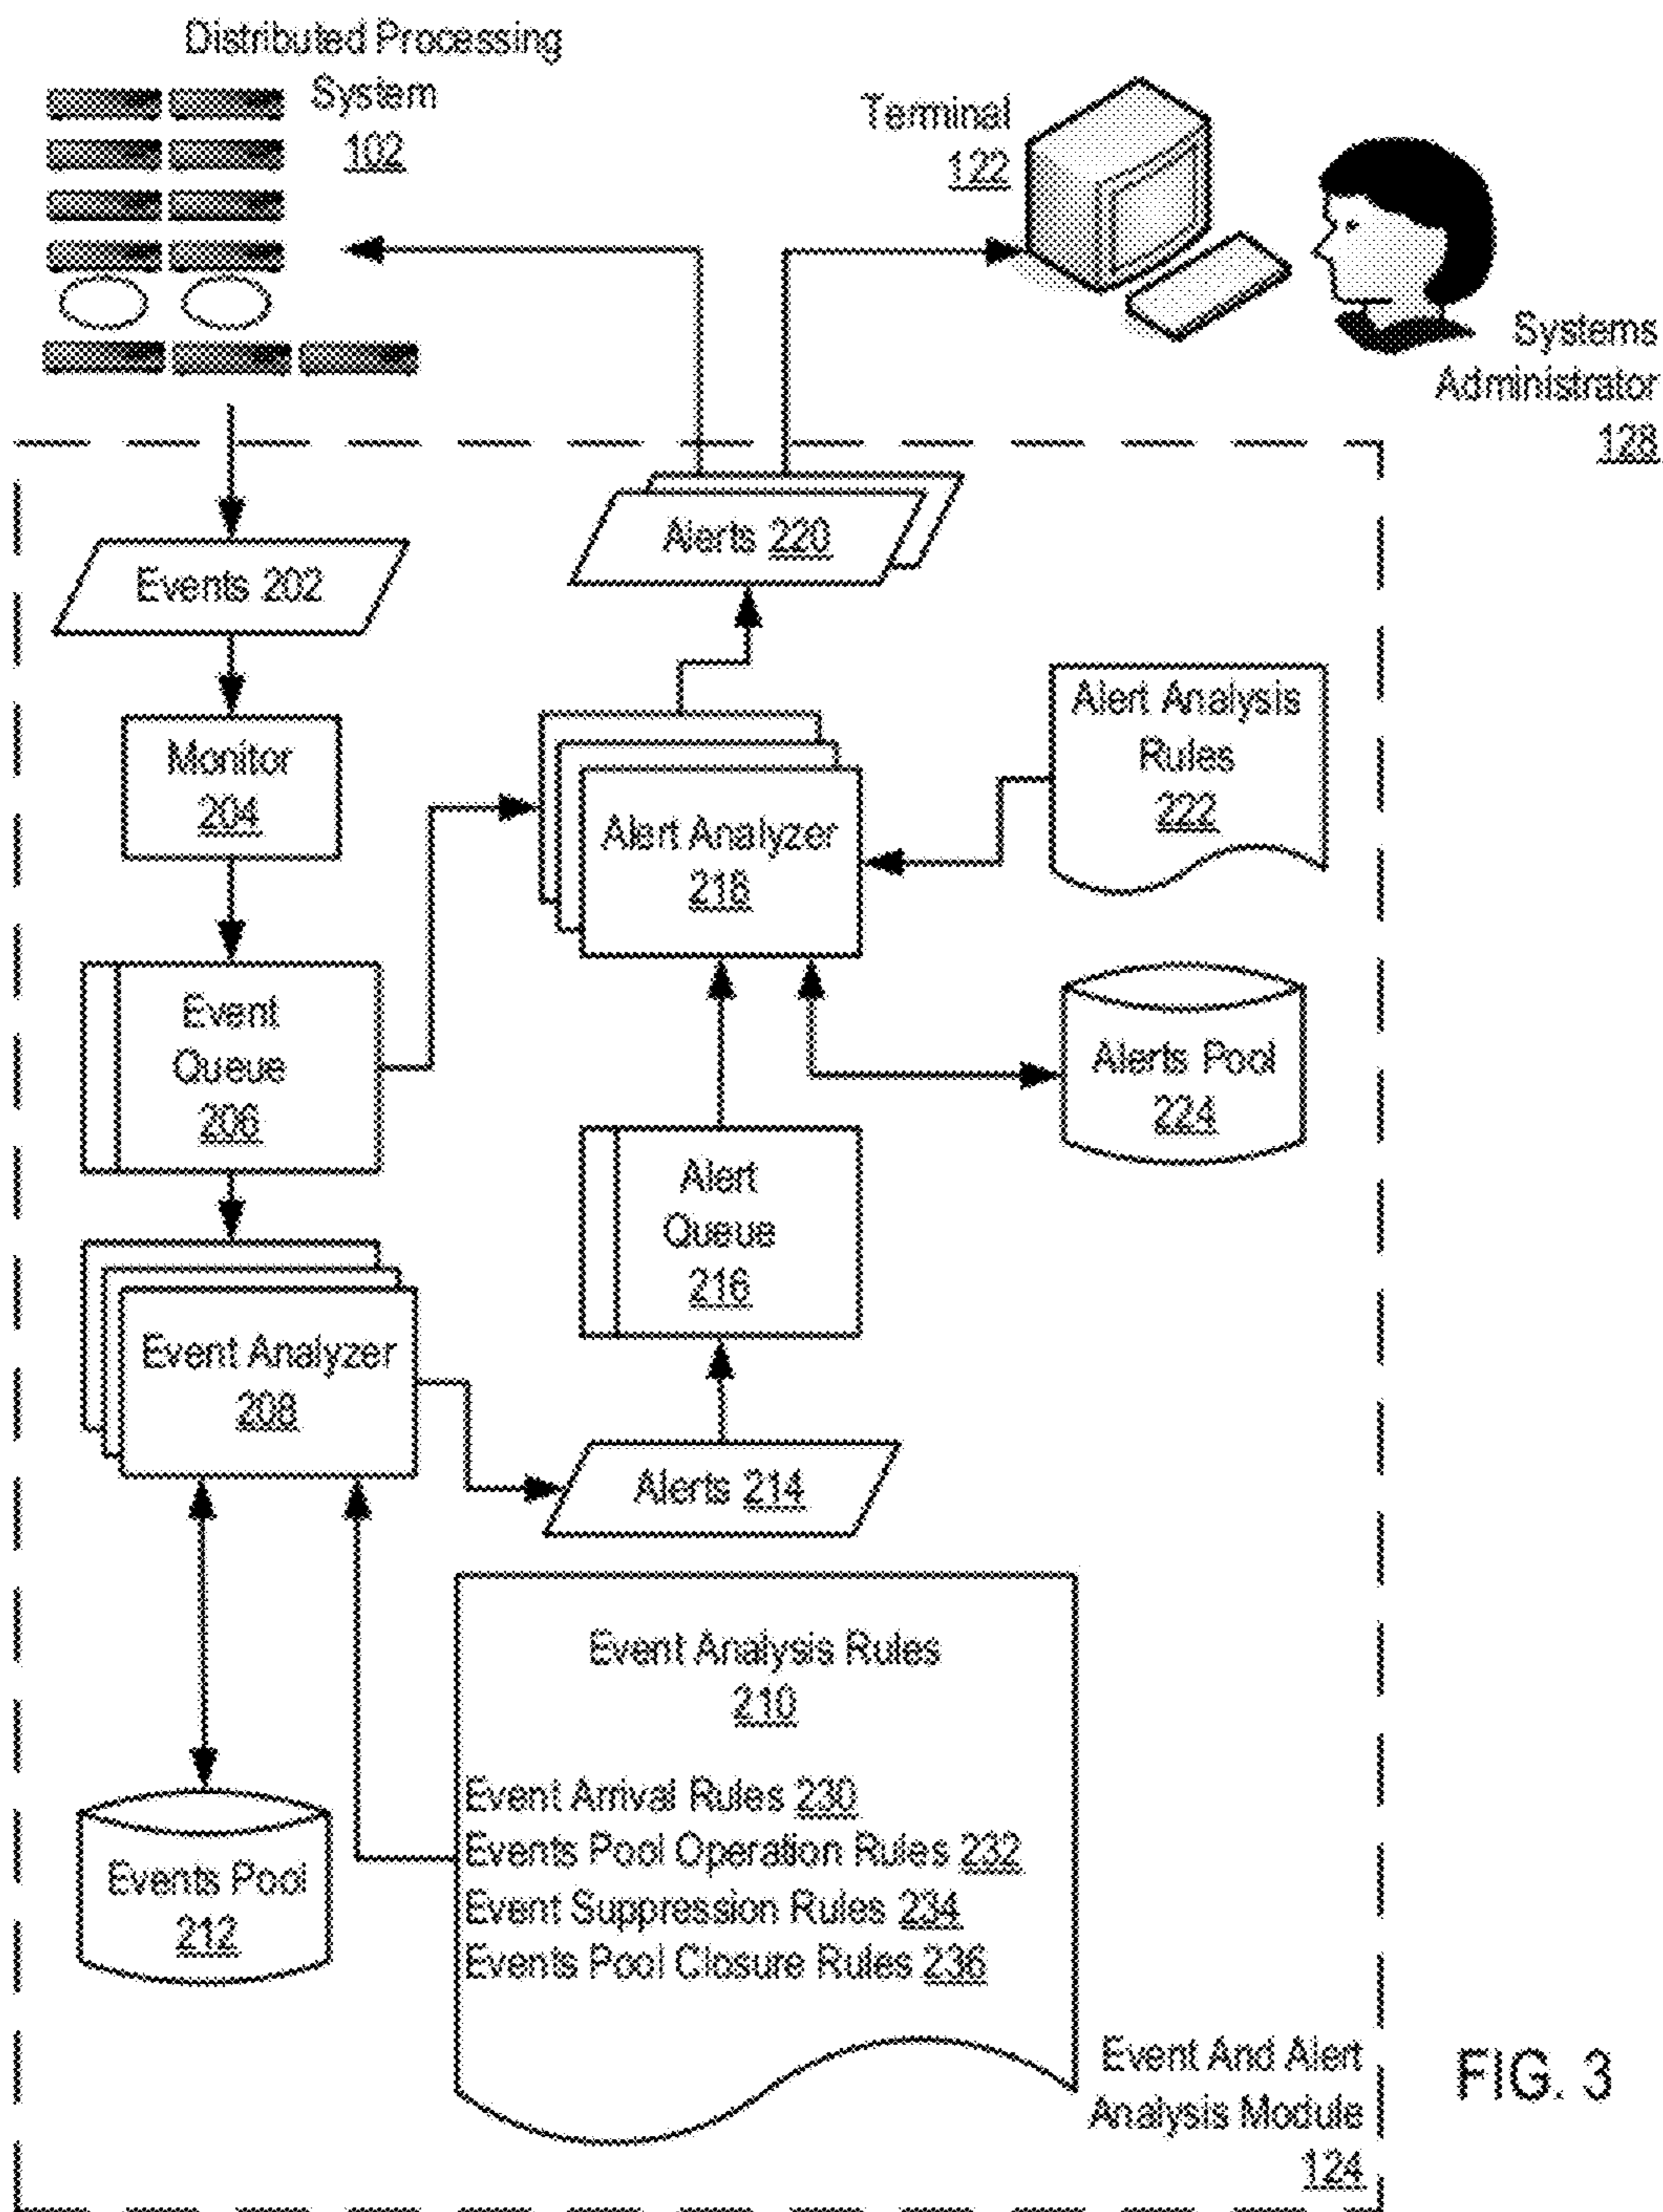 Distributed Processing
System
102
Terminal
122
Systems
Administrator
128
Alerts 220
Events 202
Monitor
204
Alert Analysis
Rules
222
Alert Analyzer
218
Event
Queue
206
Alerts Pool
224
Alert
Queue
216
Event Analyzer
208
Alerts 214
Event Analysis Rules
210
Event Arrival Rules 230
Events Pool Operation Rules 232
Event Suppression Rules 234
Events Pool Closure Rules 236
Events Pool
212
Event And Alert
Analysis Module
124
FIG. 3